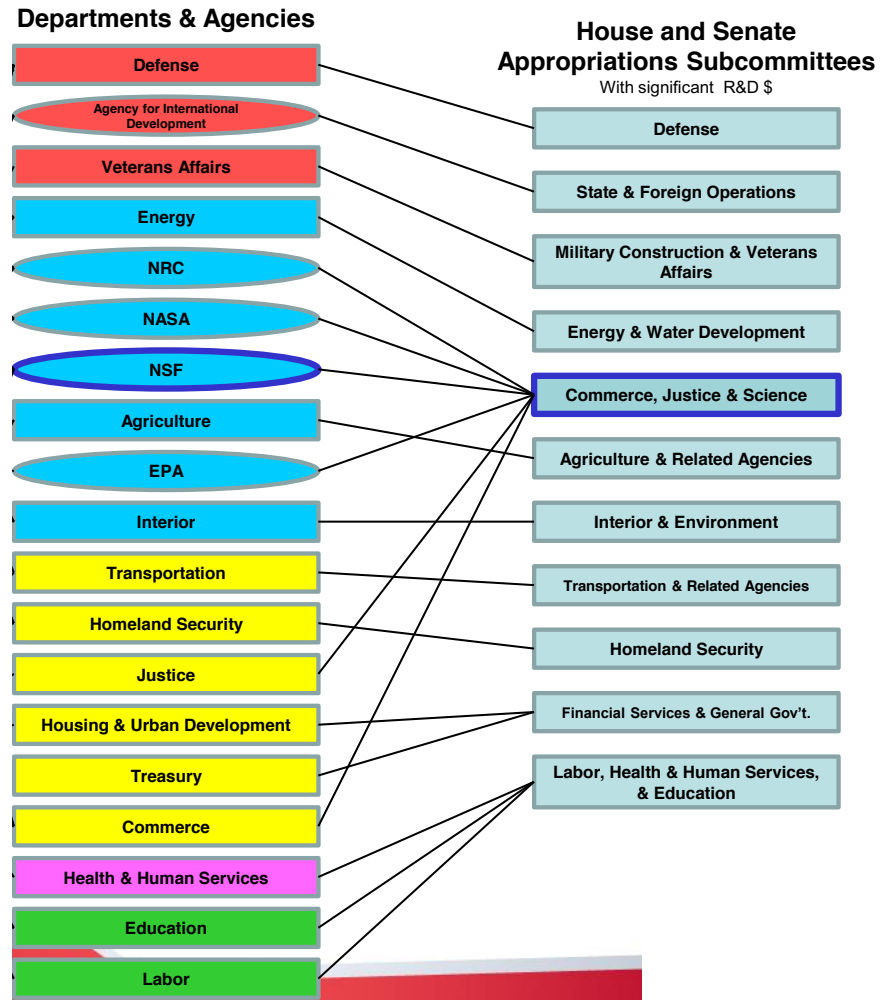 Departments & Agencies
Defense
Agency for International
Development
Veterans Affairs
Energy
NRC
NASA
NSF
Agriculture
EPA
Interior
Transportation
Homeland Security
Justice
Housing & Urban Development
Treasury
Commerce
Health & Human Services
Education
Labor
House and Senate
Appropriations Subcommittees
With significant R&D $
Defense
State & Foreign Operations
Military Construction & Veterans
Affairs
Energy & Water Development
Commerce, Justice & Science
Agriculture & Related Agencies
Interior & Environment
Transportation & Related Agencies
Homeland Security
Financial Services & General Gov't.
Labor, Health & Human Services,
& Education